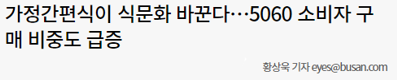 가정간편식이 식문화 바꾼다…5060 소비자 구
매 비중도 급증
황상욱 기자 eyes@busan.com